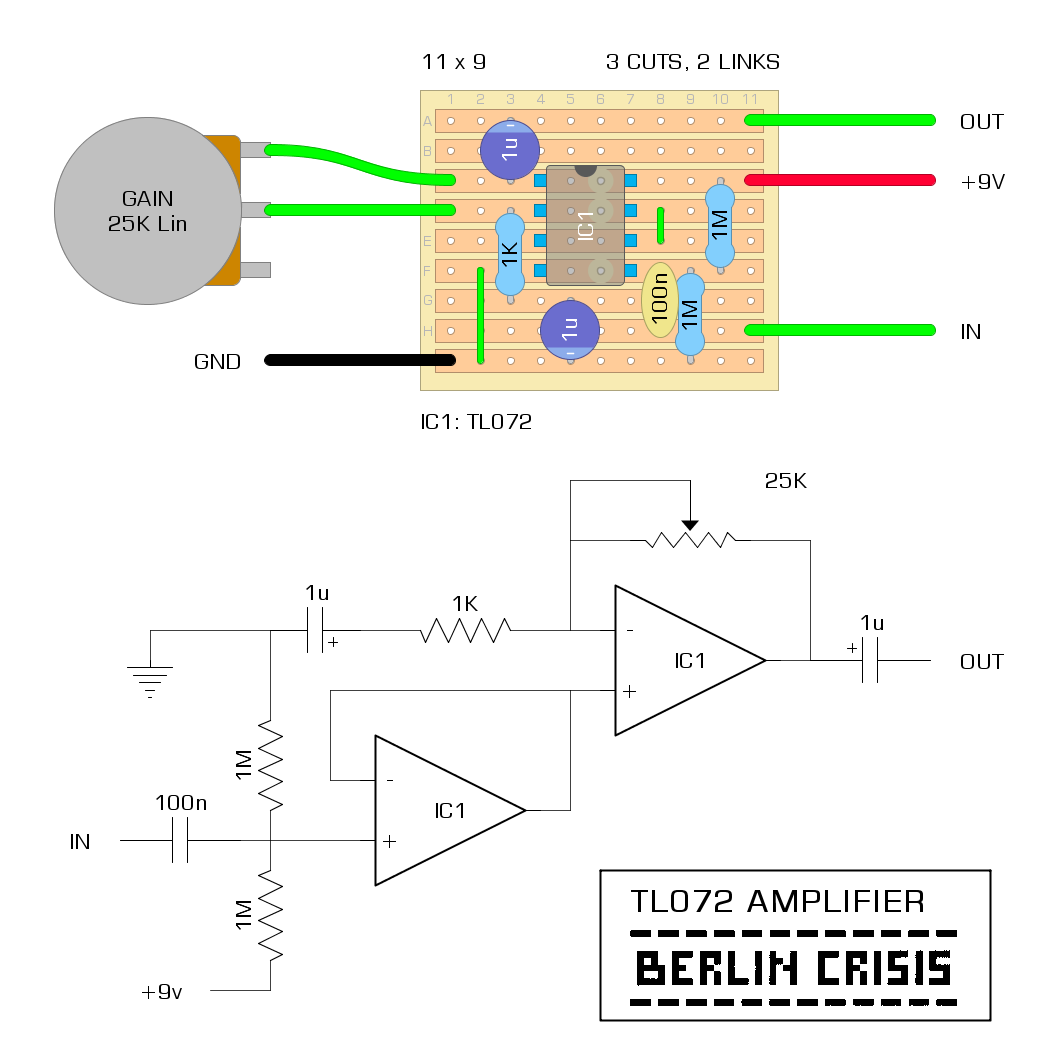 11 x 9 3 CUTS, 2 LINKS
1 2 3 4 5 6 7 8 9 10 11
A
OUT
B
1u
GAIN
25K Lin
+9V
IC1
1M
E
1K
F
G
100n
1M
H
1u
IN
GND
IC1: TL072
25K
1u
1K
1u
+
-
IC1
+
OUT
+
1M
-
100n
IC1
IN
+
1M
+9v
TL072 AMPLIFIER
BERLIN CRISIS